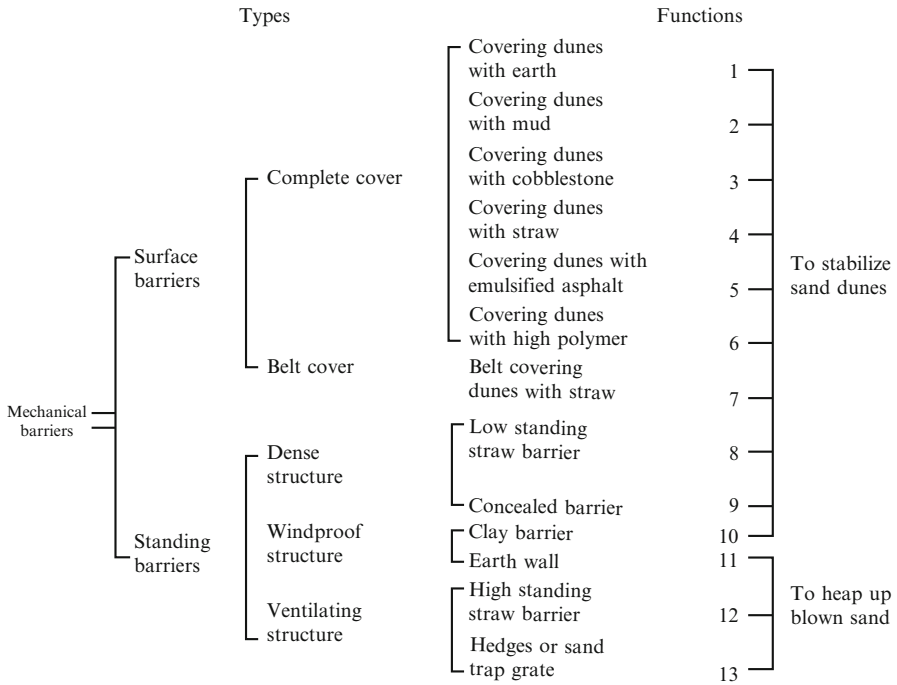 Types
Functions
Mechanical
barriers
Surface
barriers
Complete cover
Covering dunes
with earth
1
Covering dunes
with mud
2
Covering dunes
with cobblestone
3
Covering dunes
with straw
4
Covering dunes with
emulsified asphalt
5
Covering dunes
with high polymer
6
Belt cover
Belt covering
dunes with straw
7
Standing
barriers
Dense
structure
Low standing
straw barrier
8
Concealed barrier
9
Windproof
structure
Clay barrier
10
Earth wall
11
Ventilating
structure
High standing
straw barrier
12
Hedges or sand
trap grate
13
To stabilize
sand dunes
To heap up
blown sand